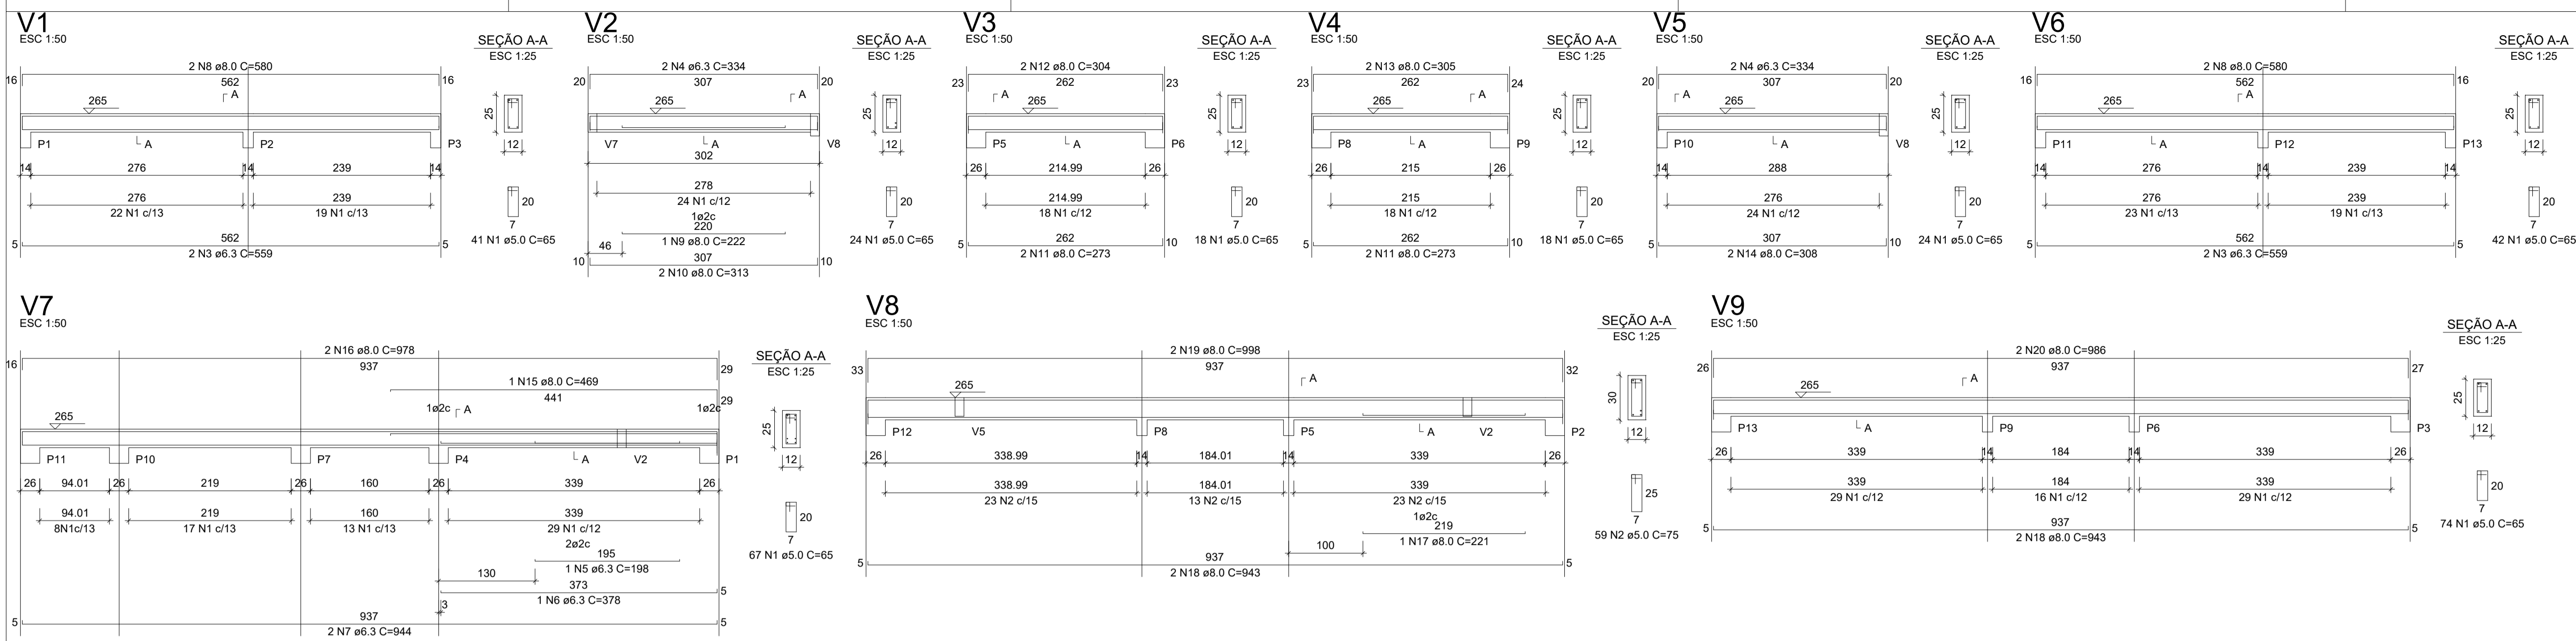 V1
ESC 1:50
SEÇÃO A-A
ESC 1:25
2 N8 ø8.0 C=580
16
562
16
A
265
25
P1
A
P2
P3
12
14
276
14
239
14
276
239
22 N1 c/13
19 N1 c/13
20
7
41 N1 ø5.0 C=65
5
562
5
2 N3 ø6.3 C=559
V2
ESC 1:50
SEÇÃO A-A
ESC 1:25
2 N4 ø6.3 C=334
20
307
20
A
265
25
V7
A
V8
12
302
278
24 N1 c/12
20
7
24 N1 ø5.0 C=65
1ø2c
220
46
1 N9 ø8.0 C=222
10
307
10
2 N10 ø8.0 C=313
V3
ESC 1:50
SEÇÃO A-A
ESC 1:25
2 N12 ø8.0 C=304
23
262
23
A
265
25
P5
A
P6
12
26
214.99
26
214.99
18 N1 c/12
20
7
18 N1 ø5.0 C=65
5
262
10
2 N11 ø8.0 C=273
V4
ESC 1:50
SEÇÃO A-A
ESC 1:25
2 N13 ø8.0 C=305
23
262
24
A
265
25
P8
A
P9
12
26
215
26
215
18 N1 c/12
20
7
18 N1 ø5.0 C=65
5
262
10
2 N11 ø8.0 C=273
V5
ESC 1:50
SEÇÃO A-A
ESC 1:25
2 N4 ø6.3 C=334
20
307
20
A
265
25
P10
A
V8
12
14
288
276
24 N1 c/12
20
7
24 N1 ø5.0 C=65
5
307
10
2 N14 ø8.0 C=308
V6
ESC 1:50
SEÇÃO A-A
ESC 1:25
2 N8 ø8.0 C=580
16
562
16
A
265
25
P11
A
P12
P13
12
14
276
14
239
14
276
239
23 N1 c/13
19 N1 c/13
20
7
42 N1 ø5.0 C=65
5
562
5
2 N3 ø6.3 C=559
V7
ESC 1:50
SEÇÃO A-A
ESC 1:25
2 N16 ø8.0 C=978
16
937
29
1 N15 ø8.0 C=469
441
29
1ø2c
A
1ø2c
265
25
P11
P10
P7
P4
A
V2
P1
12
26
94.01
26
219
26
160
26
339
26
94.01
219
160
339
8N1c/13
17 N1 c/13
13 N1 c/13
29 N1 c/12
20
7
67 N1 ø5.0 C=65
2ø2c
195
130
1 N5 ø6.3 C=198
373
5
1 N6 ø6.3 C=378
3
5
937
5
2 N7 ø6.3 C=944
V8
ESC 1:50
SEÇÃO A-A
ESC 1:25
2 N19 ø8.0 C=998
33
937
32
A
265
30
P12
V5
P8
P5
A
V2
P2
12
26
338.99
14
184.01
14
339
26
338.99
184.01
339
23 N2 c/15
13 N2 c/15
23 N2 c/15
25
7
59 N2 ø5.0 C=75
1ø2c
219
100
1 N17 ø8.0 C=221
5
937
5
2 N18 ø8.0 C=943
V9
ESC 1:50
SEÇÃO A-A
ESC 1:25
2 N20 ø8.0 C=986
26
937
27
A
265
25
P13
A
P9
P6
P3
12
26
339
14
184
14
339
26
339
184
339
29 N1 c/12
16 N1 c/12
29 N1 c/12
20
7
74 N1 ø5.0 C=65
5
937
5
2 N18 ø8.0 C=943